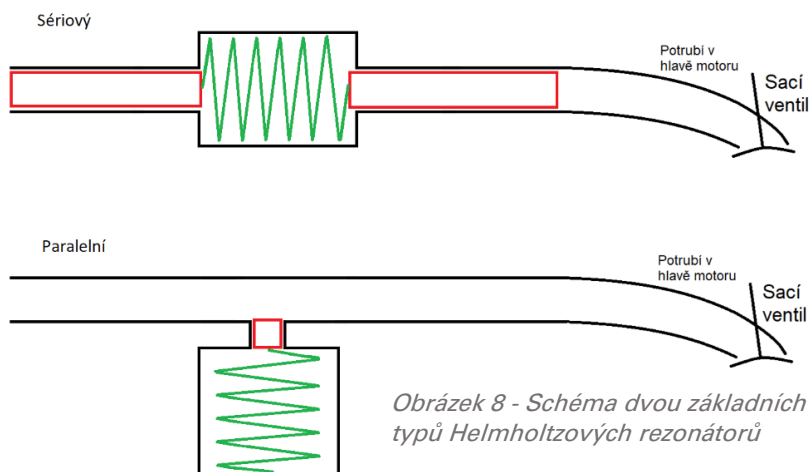 Sériový
Potrubí v
hlavě motoru
Sací
ventil
Paralelní
Potrubí v
hlavě motoru
Sací
ventil
Obrázek 8 - Schéma dvou základních
typů Helmholtzových rezonátorů